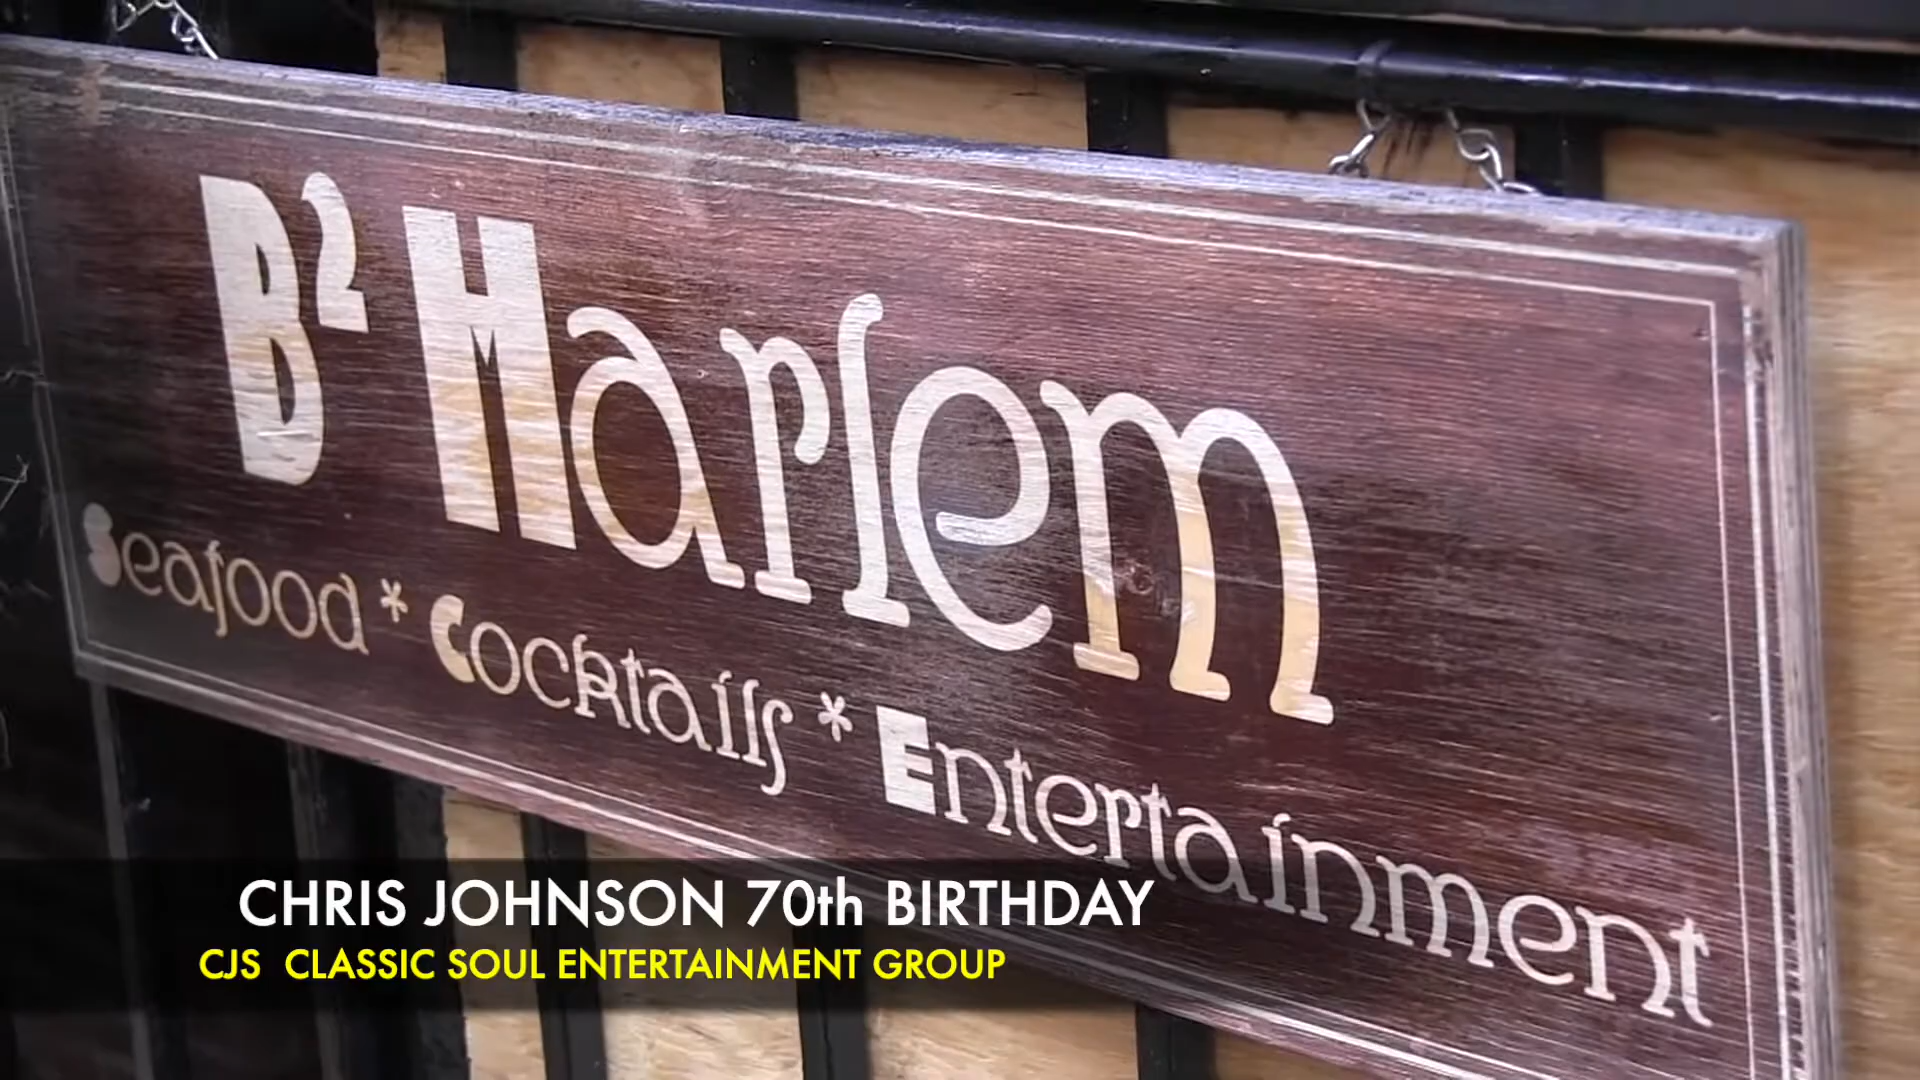 B² Harlem
Seafood * Cocktails * Entertainment
CHRIS JOHNSON 70th BIRTHDAY
CJS CLASSIC SOUL ENTERTAINMENT GROUP